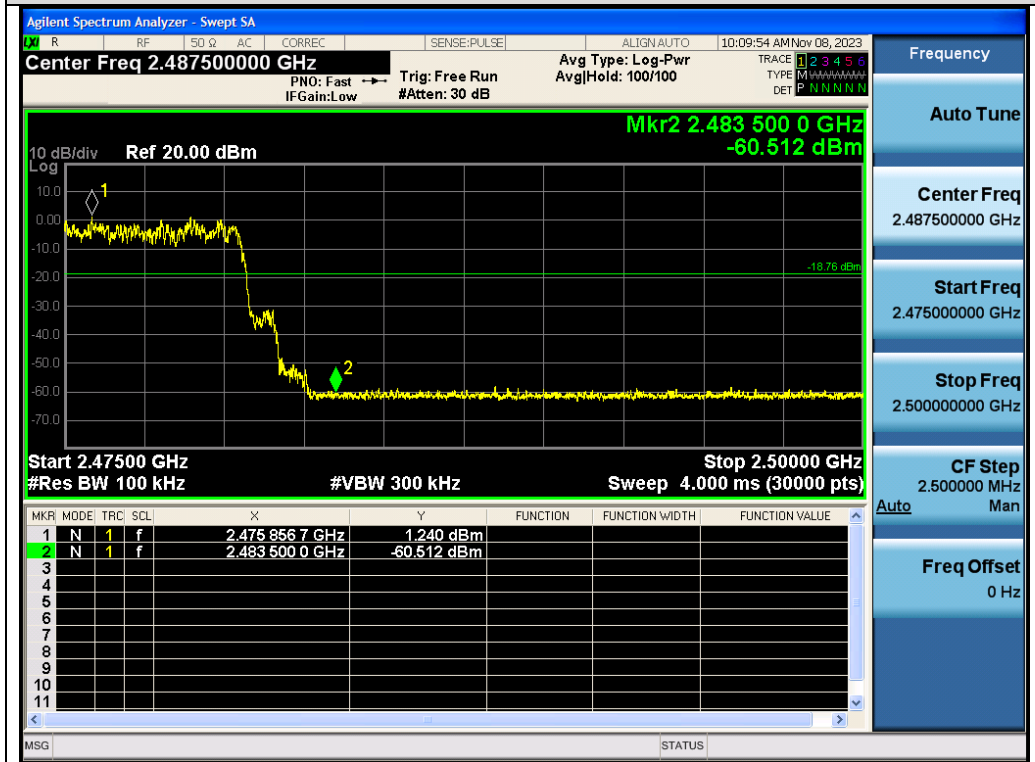 Agilent Spectrum Analyzer - Swept SA
LXI R RF 50 Ω AC CORREC SENSE:PULSE ALIGN AUTO 10:09:54 AM Nov 08, 2023
Center Freq 2.487500000 GHz
PNO: Fast
IFGain:Low
Trig: Free Run
#Atten: 30 dB
Avg Type: Log-Pwr
Avg|Hold: 100/100
TRACE 1 2 3 4 5 6
TYPE M W W W W W
DET P N N N N N
Mkr2 2.483 500 0 GHz
-60.512 dBm
10 dB/div Ref 20.00 dBm
Log
10.0
0.00
-10.0
-20.0
-30.0
-40.0
-50.0
-60.0
-70.0
1
-18.76 dBm
2
Start 2.47500 GHz Stop 2.50000 GHz
#Res BW 100 kHz #VBW 300 kHz Sweep 4.000 ms (30000 pts)
MKR MODE TRC SCL X Y FUNCTION FUNCTION WIDTH FUNCTION VALUE
1 N 1 f 2.475 856 7 GHz 1.240 dBm
2 N 1 f 2.483 500 0 GHz -60.512 dBm
3
4
5
6
7
8
9
10
11
MSG STATUS
Frequency
Auto Tune
Center Freq
2.487500000 GHz
Start Freq
2.475000000 GHz
Stop Freq
2.500000000 GHz
CF Step
2.500000 MHz
Auto Man
Freq Offset
0 Hz